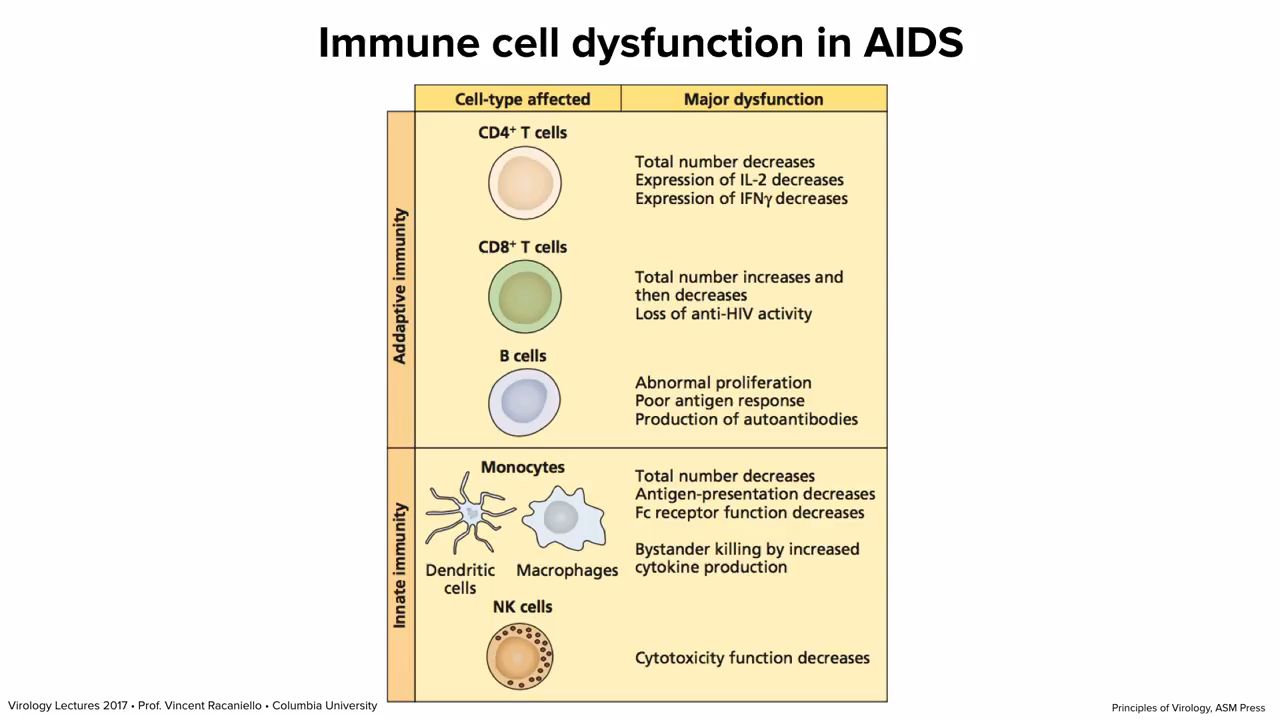 Immune cell dysfunction in AIDS
Cell-type affected
Major dysfunction
Addaptive immunity
CD4⁺ T cells
Total number decreases
Expression of IL-2 decreases
Expression of IFNγ decreases
CD8⁺ T cells
Total number increases and
then decreases
Loss of anti-HIV activity
B cells
Abnormal proliferation
Poor antigen response
Production of autoantibodies
Innate immunity
Monocytes
Dendritic
cells
Macrophages
Total number decreases
Antigen-presentation decreases
Fc receptor function decreases
Bystander killing by increased
cytokine production
NK cells
Cytotoxicity function decreases
Virology Lectures 2017 • Prof. Vincent Racaniello • Columbia University
Principles of Virology, ASM Press